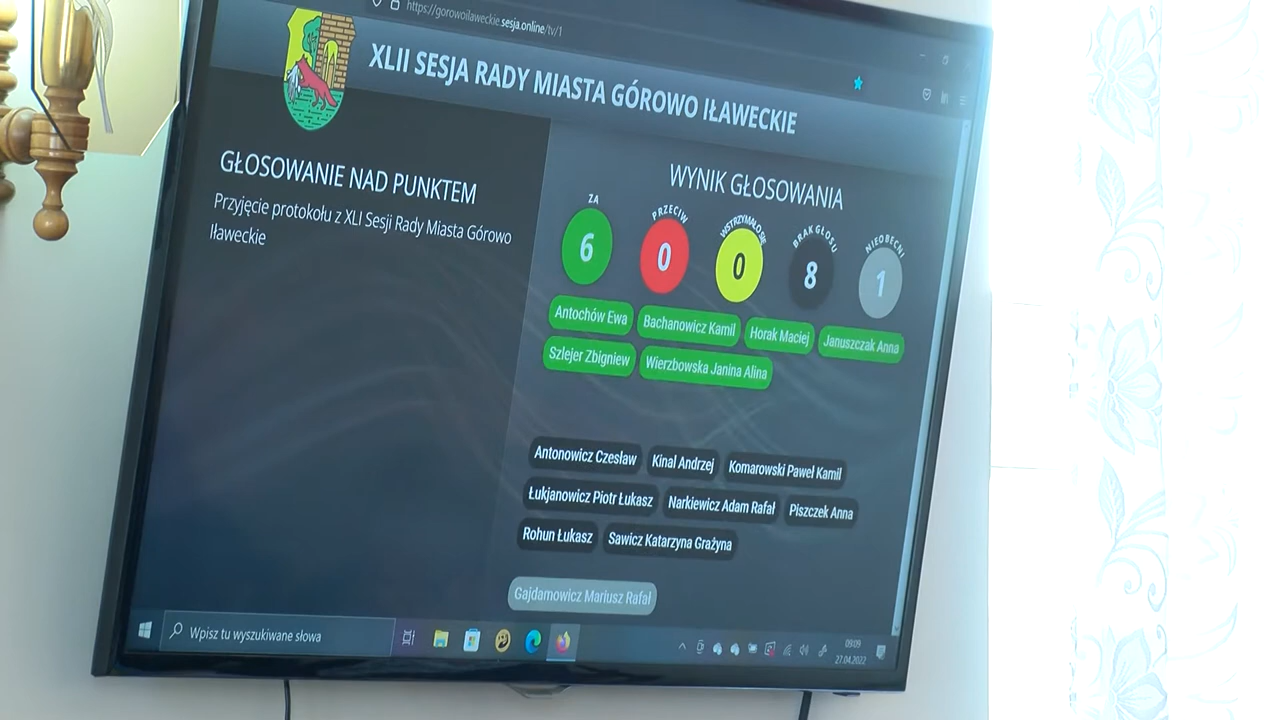 https://gorowoilaweckie.sesja.online/tv/1
XLII SESJA RADY MIASTA GÓROWO IŁAWECKIE
GŁOSOWANIE NAD PUNKTEM
Przyjęcie protokołu z XLI Sesji Rady Miasta Górowo
Iławeckie
WYNIK GŁOSOWANIA
ZA PRZECIW WSTRZYMAŁO SIĘ BRAK GŁOSU NIEOBECNI
6 0 0 8 1
Antochów Ewa Bachanowicz Kamil Horak Maciej Januszczak Anna
Szlejer Zbigniew Wierzbowska Janina Alina
Antonowicz Czesław Kinal Andrzej Komarowski Paweł Kamil
Łukjanowicz Piotr Łukasz Narkiewicz Adam Rafał Piszczek Anna
Rohun Łukasz Sawicz Katarzyna Grażyna
Gajdamowicz Mariusz Rafał
Wpisz tu wyszukiwane słowa
09:09
27.04.2022